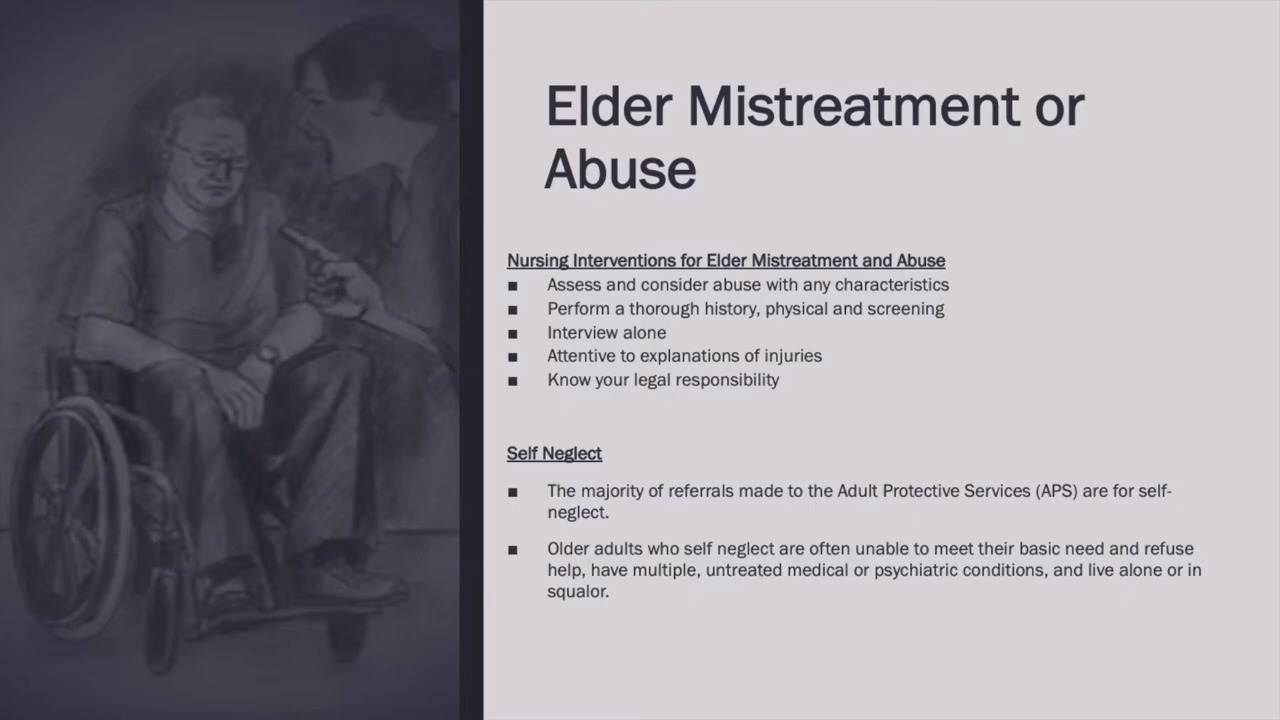 Elder Mistreatment or
Abuse
Nursing Interventions for Elder Mistreatment and Abuse
■ Assess and consider abuse with any characteristics
■ Perform a thorough history, physical and screening
■ Interview alone
■ Attentive to explanations of injuries
■ Know your legal responsibility
Self Neglect
■ The majority of referrals made to the Adult Protective Services (APS) are for self-
neglect.
■ Older adults who self neglect are often unable to meet their basic need and refuse
help, have multiple, untreated medical or psychiatric conditions, and live alone or in
squalor.